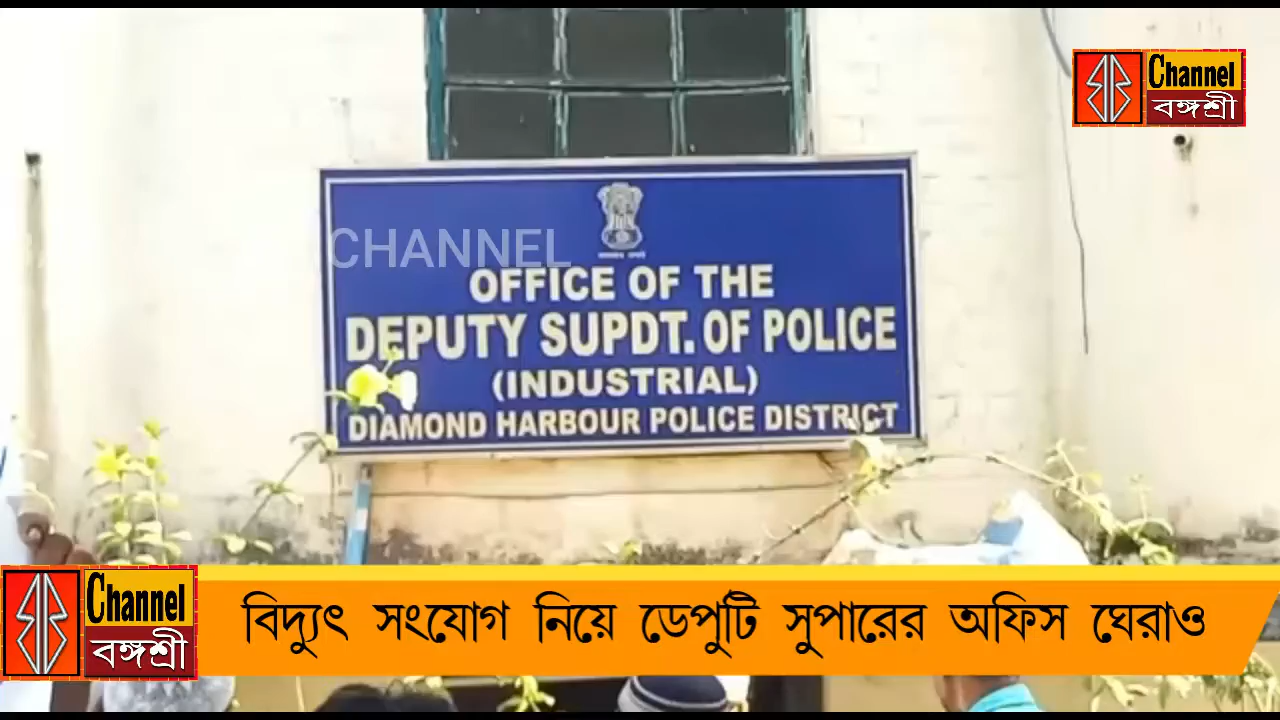 Channel
বঙ্গশ্রী
CHANNEL
OFFICE OF THE
DEPUTY SUPDT. OF POLICE
(INDUSTRIAL)
DIAMOND HARBOUR POLICE DISTRICT
Channel
বঙ্গশ্রী
বিদ্যুৎ সংযোগ নিয়ে ডেপুটি সুপারের অফিস ঘেরাও